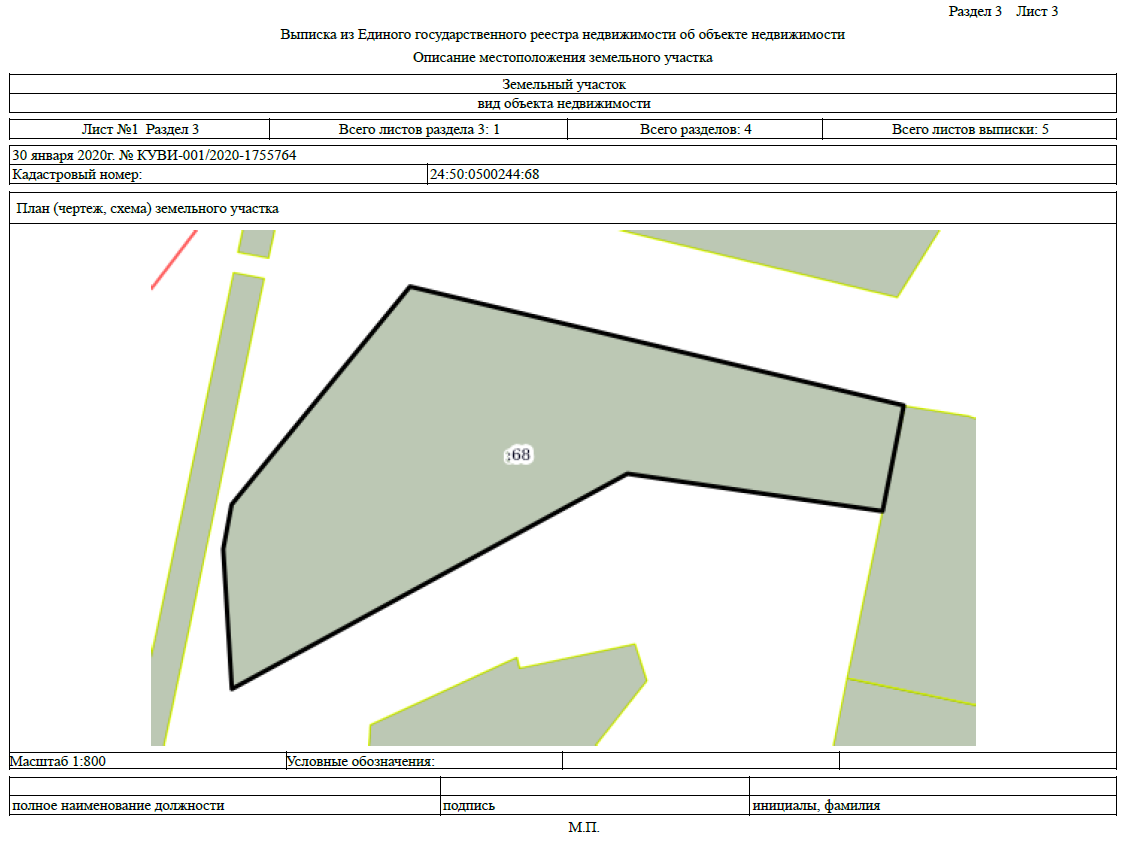 Раздел 3 Лист 3
Выписка из Единого государственного реестра недвижимости об объекте недвижимости
Описание местоположения земельного участка
Земельный участок
вид объекта недвижимости
Лист №1 Раздел 3 Всего листов раздела 3: 1 Всего разделов: 4 Всего листов выписки: 5
30 января 2020г. № КУВИ-001/2020-1755764
Кадастровый номер: 24:50:0500244:68
План (чертеж, схема) земельного участка
:68
Масштаб 1:800 Условные обозначения:
полное наименование должности подпись инициалы, фамилия
М.П.